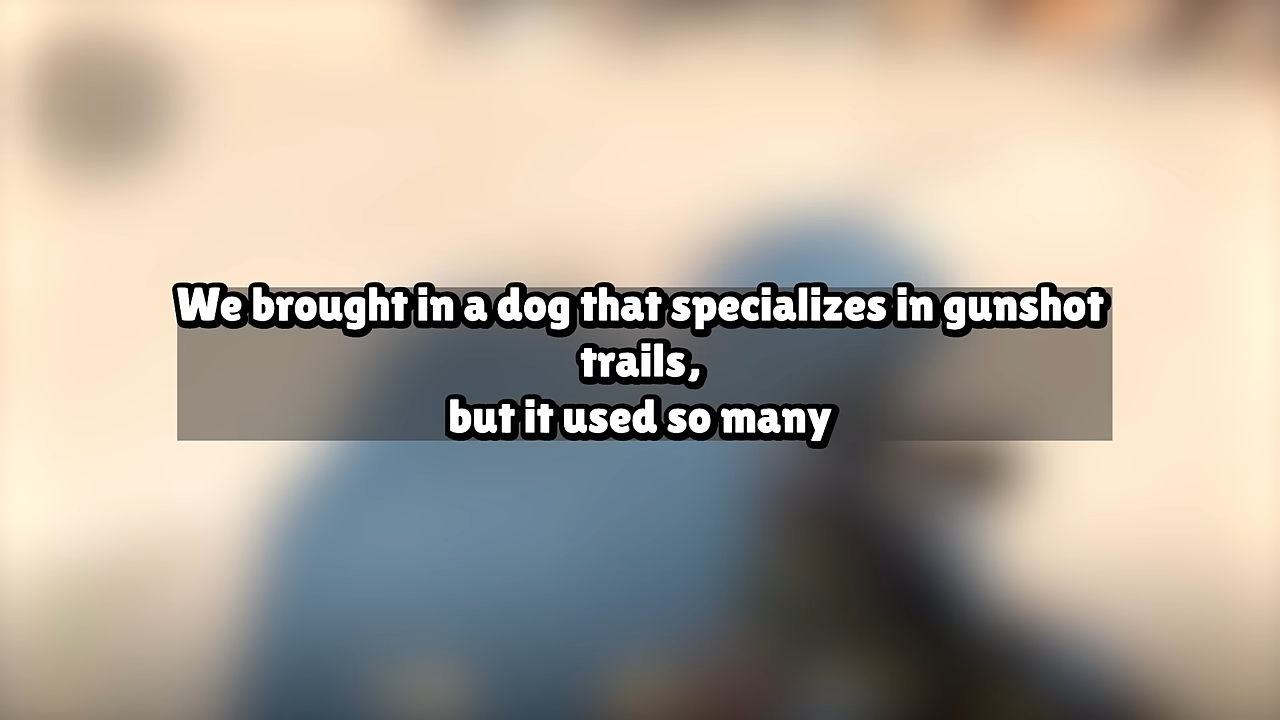 We brought in a dog that specializes in gunshot
trails,
but it used so many